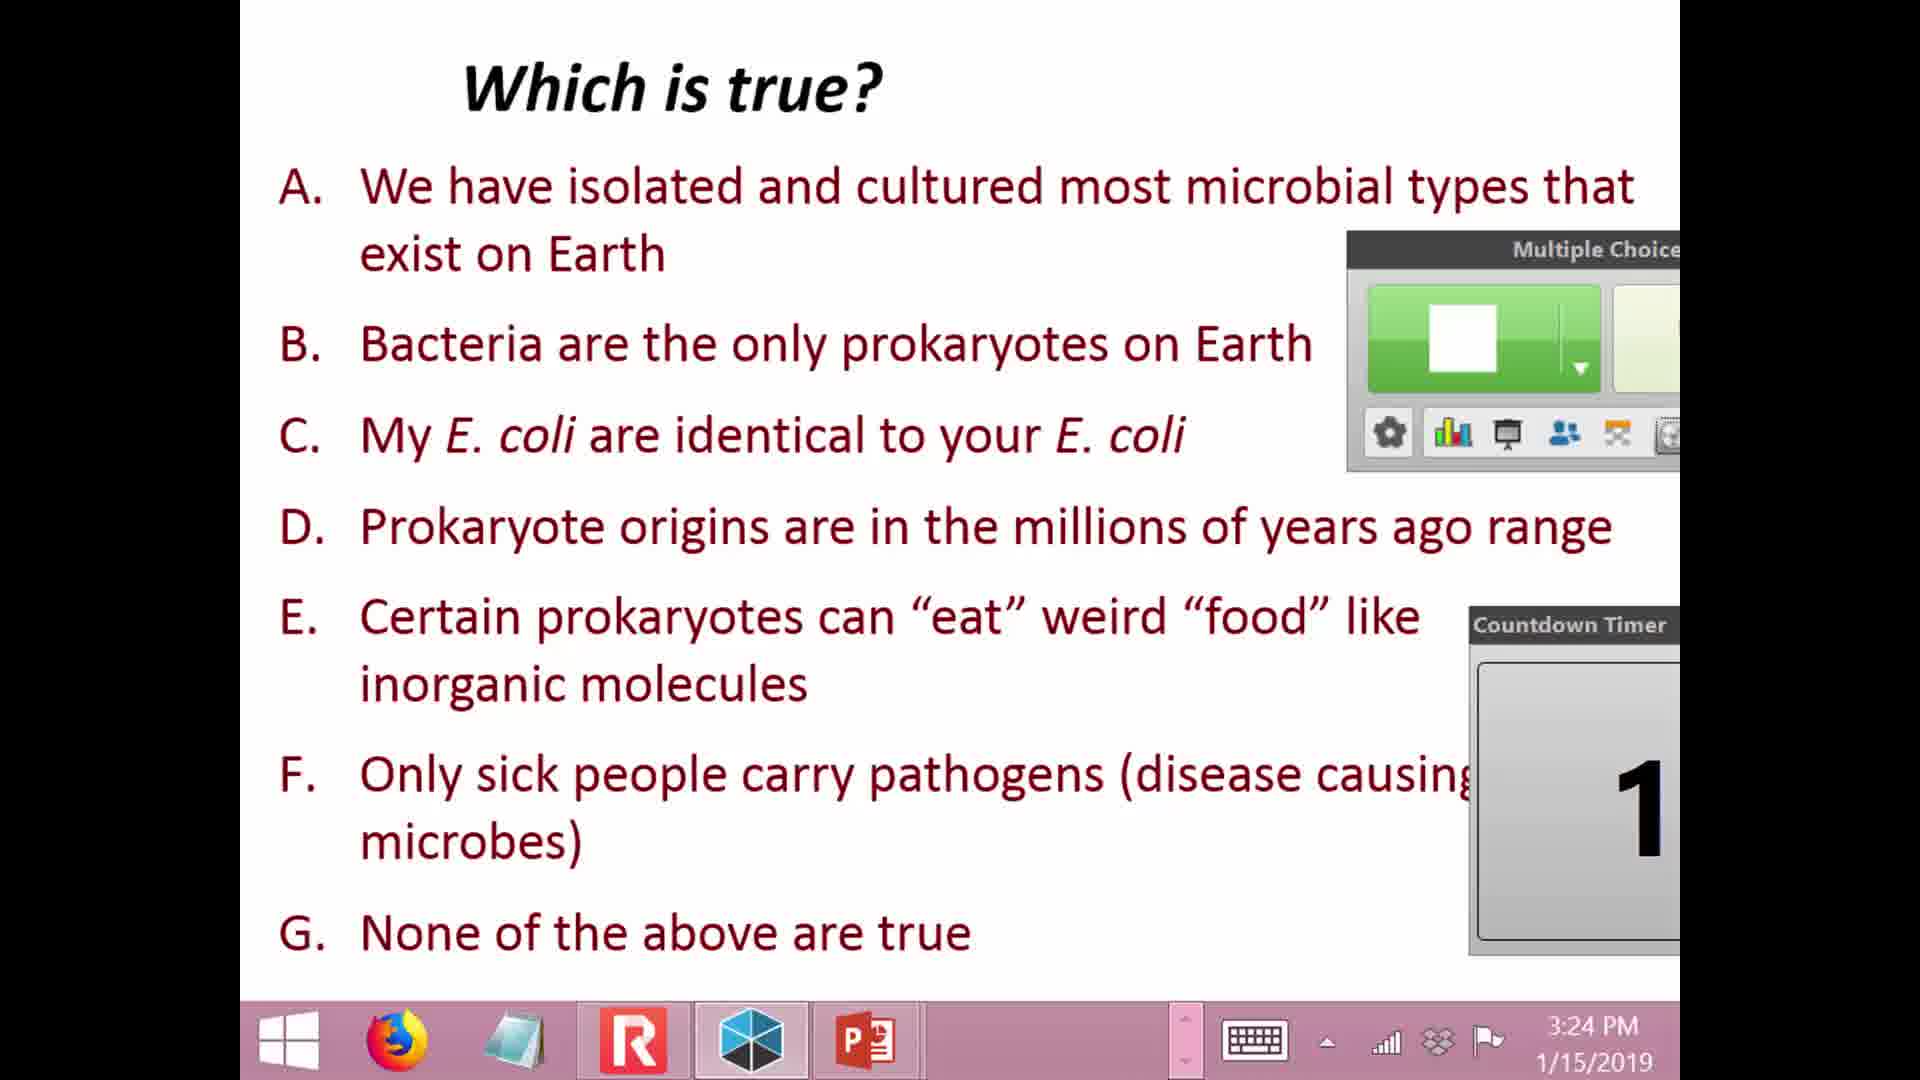 Which is true?
A. We have isolated and cultured most microbial types that
exist on Earth
Multiple Choice
B. Bacteria are the only prokaryotes on Earth
C. My E. coli are identical to your E. coli
D. Prokaryote origins are in the millions of years ago range
E. Certain prokaryotes can “eat” weird “food” like
inorganic molecules
Countdown Timer
F. Only sick people carry pathogens (disease causing
microbes)
1
G. None of the above are true
3:24 PM
1/15/2019